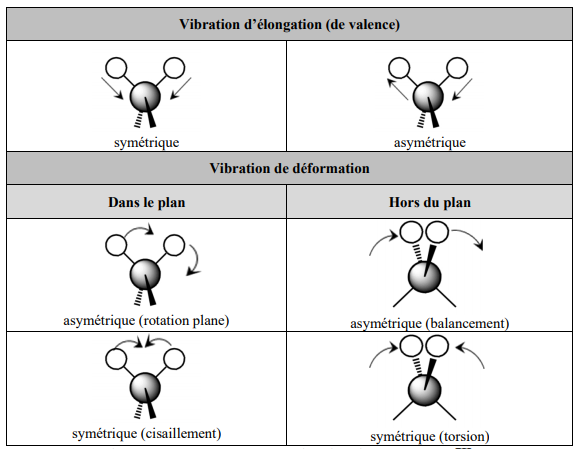 Vibration d’élongation (de valence)
symétrique
asymétrique
Vibration de déformation
Dans le plan
Hors du plan
asymétrique (rotation plane)
asymétrique (balancement)
symétrique (cisaillement)
symétrique (torsion)